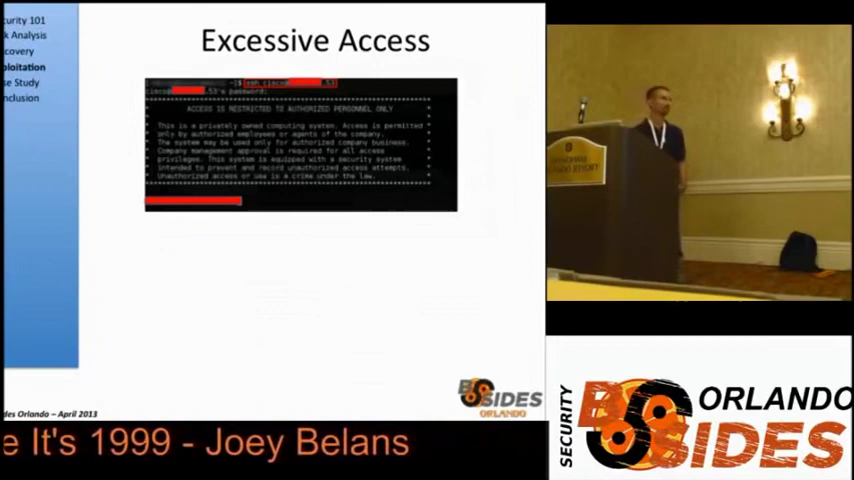 curity 101
k Analysis
covery
ploitation
se Study
nclusion
Excessive Access
.53's password:
ACCESS IS RESTRICTED TO AUTHORIZED PERSONNEL ONLY
This is a privately owned computing system. Access is permitted
only by authorized employees or agents of the company.
The system may be used only for authorized company business.
Company management approval is required for all access
privileges. This system is equipped with a security system
intended to prevent and record unauthorized access attempts.
Unauthorized access or use is a crime under the law.
des Orlando – April 2013
BSIDES
ORLANDO
e It's 1999 - Joey Belans
SECURITY
BSIDES
ORLANDO